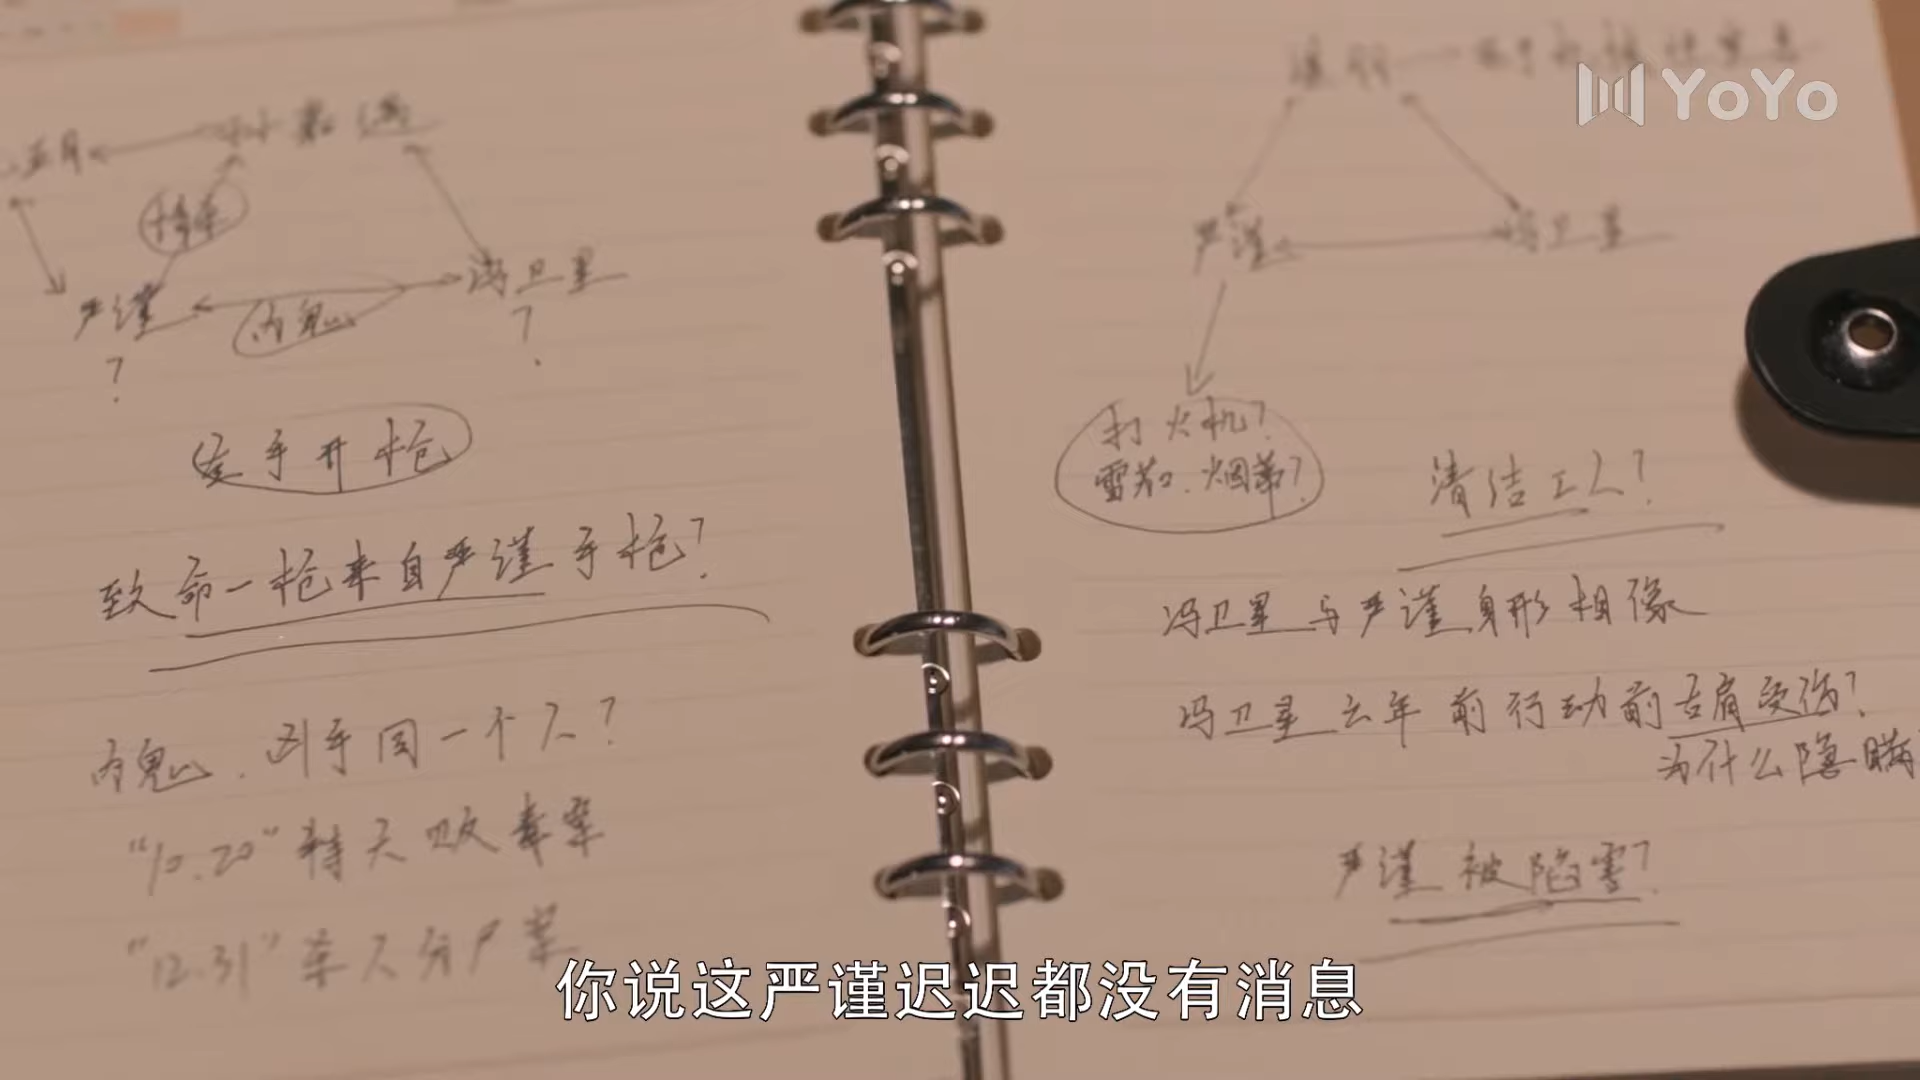 严谨
冯卫星
?
?
内鬼
左手开枪
致命一枪来自严谨手枪?
内鬼、凶手同一个人?
"10.20"特大贩毒案
"12.31"杀人分尸案
YoYo
严谨
冯卫星
打火机?
雪茄、烟蒂?
清洁工人?
冯卫星与严谨身形相像
冯卫星去年前行动前右肩受伤?
为什么隐瞒
严谨被陷害?
你说这严谨迟迟都没有消息